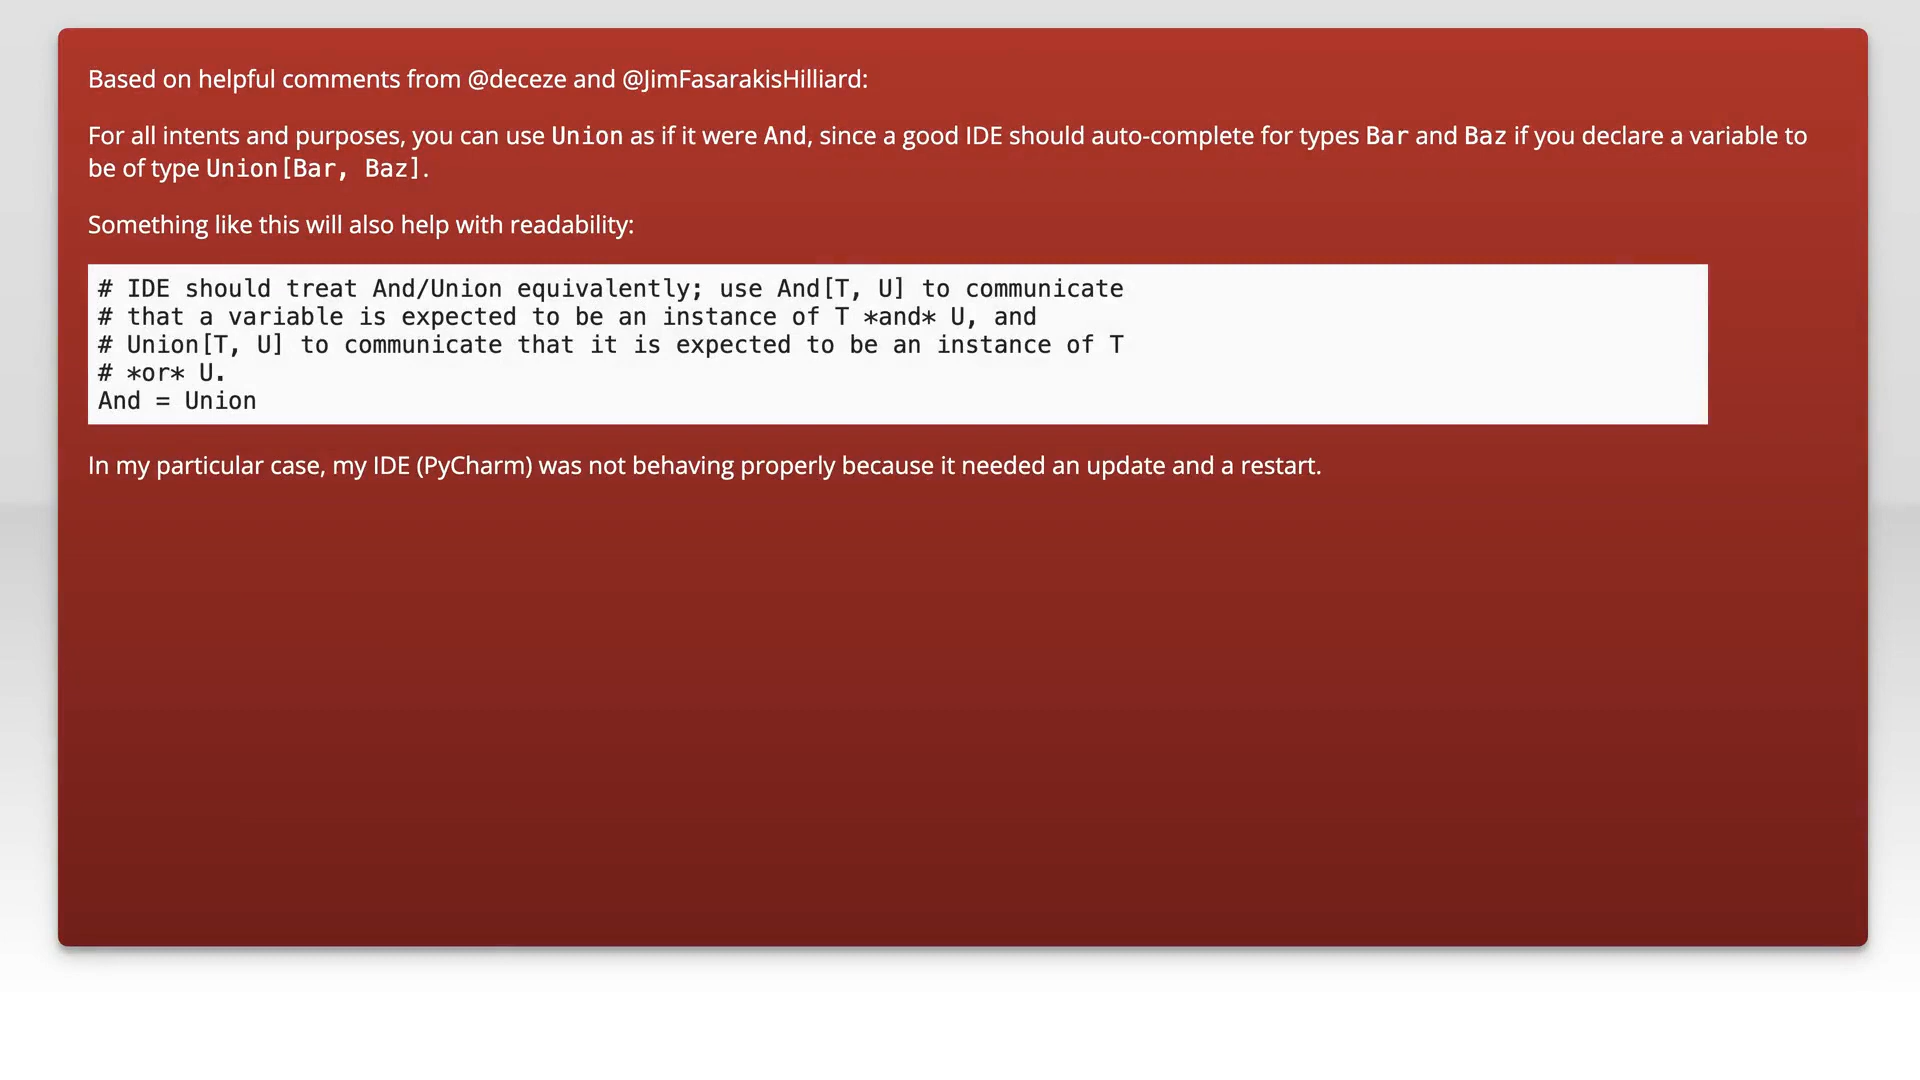 Based on helpful comments from @deceze and @JimFasarakisHilliard:
For all intents and purposes, you can use Union as if it were And, since a good IDE should auto-complete for types Bar and Baz if you declare a variable to
be of type Union[Bar, Baz].
Something like this will also help with readability:
# IDE should treat And/Union equivalently; use And[T, U] to communicate
# that a variable is expected to be an instance of T *and* U, and
# Union[T, U] to communicate that it is expected to be an instance of T
# *or* U.
And = Union
In my particular case, my IDE (PyCharm) was not behaving properly because it needed an update and a restart.